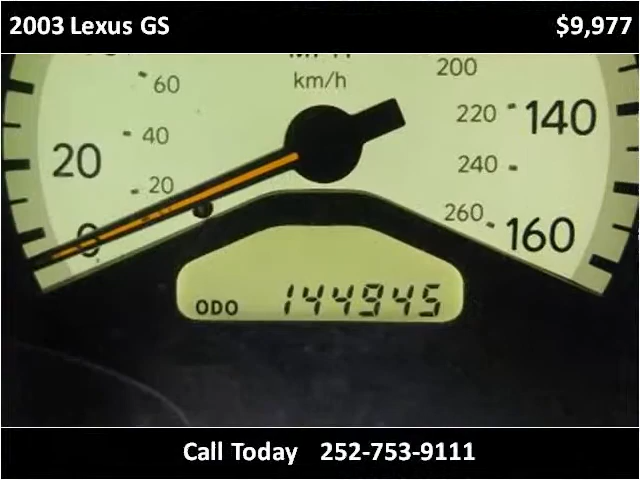 2003 Lexus GS $9,977
km/h 200
60
220 140
40
20 240
20
260 160
0
ODO 144945
Call Today 252-753-9111